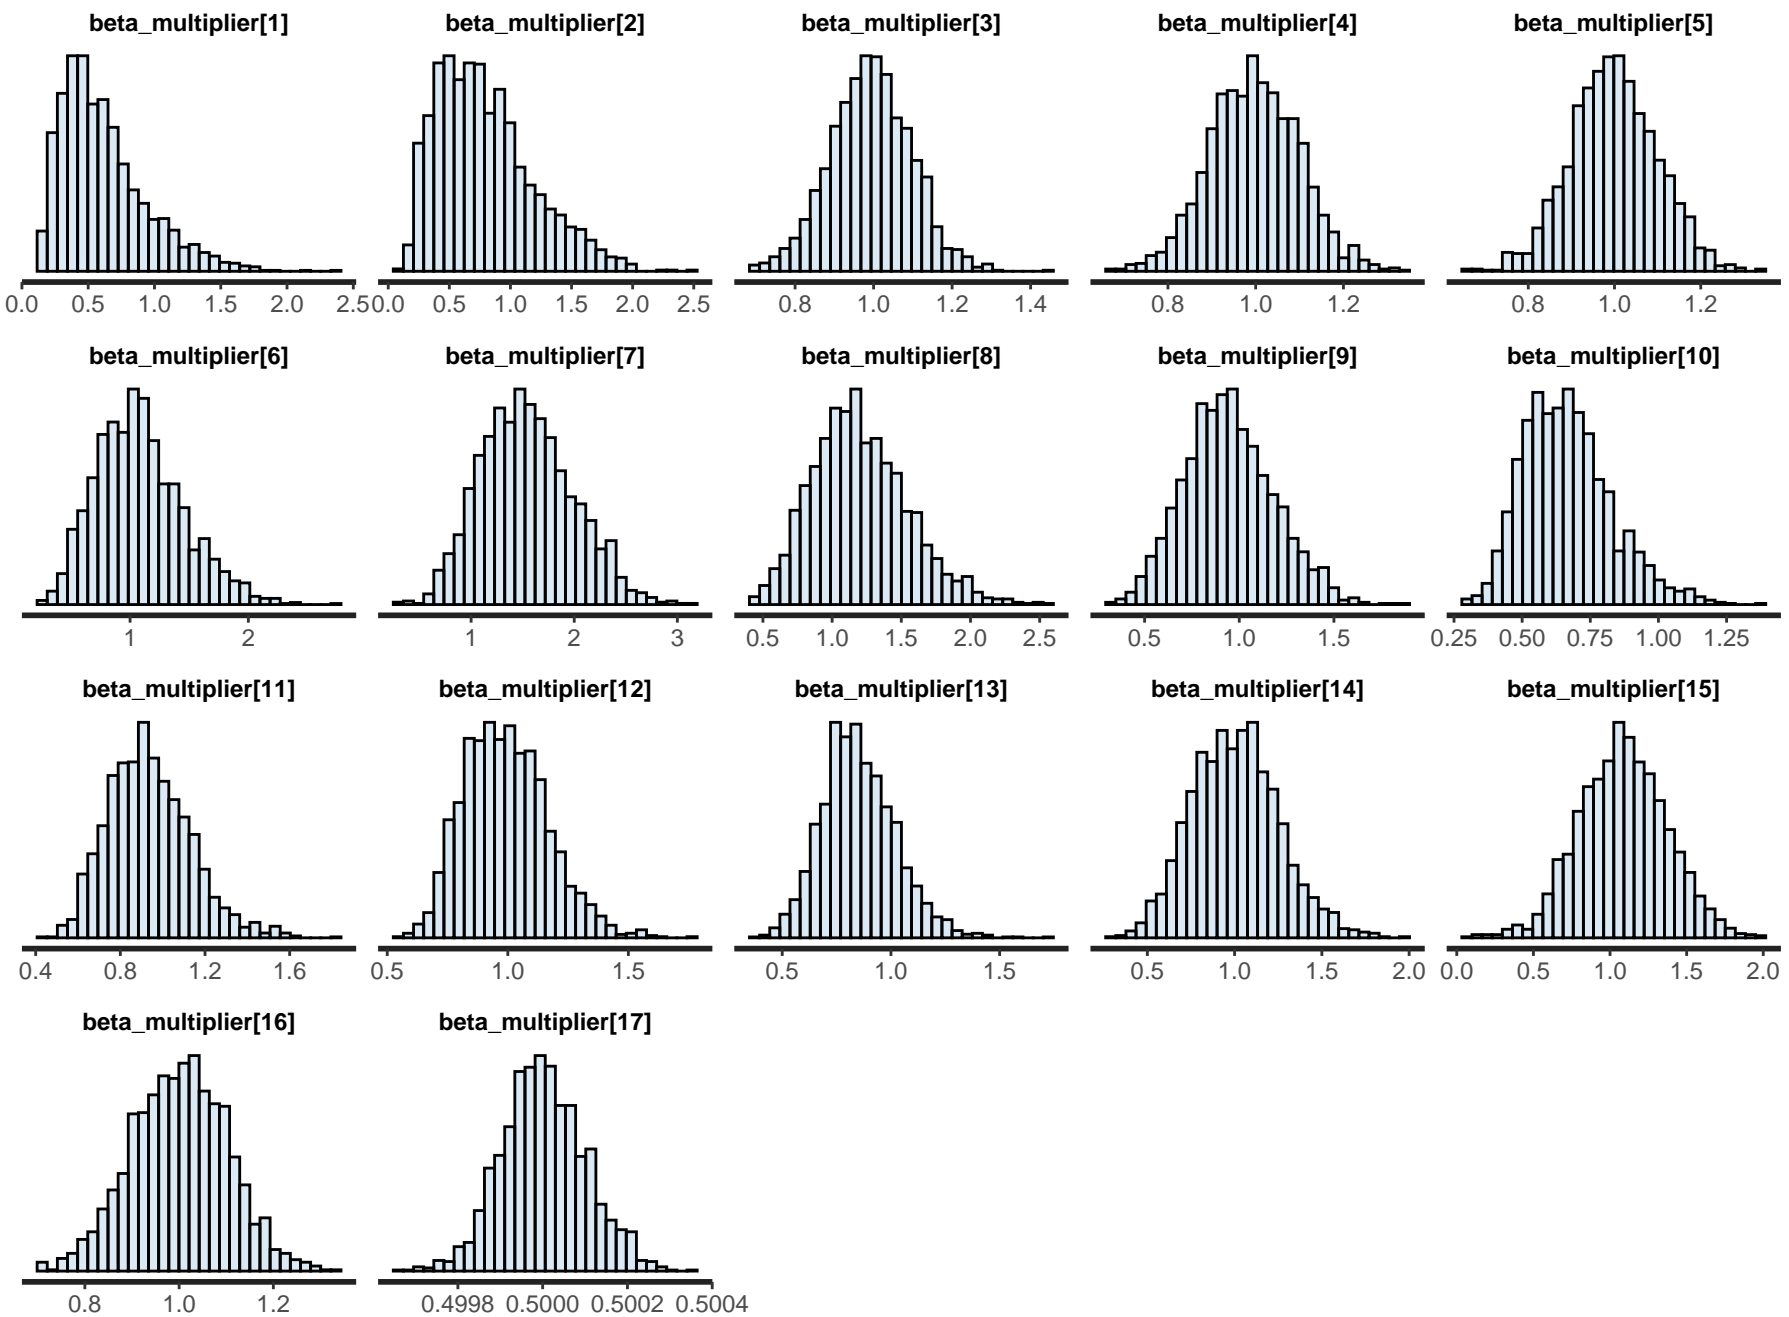 beta_multiplier[1] beta_multiplier[2] beta_multiplier[3] beta_multiplier[4] beta_multiplier[5]
0.0 0.5 1.0 1.5 2.0 2.5 0.0 0.5 1.0 1.5 2.0 2.5 0.8 1.0 1.2 1.4 0.8 1.0 1.2 0.8 1.0 1.2
beta_multiplier[6] beta_multiplier[7] beta_multiplier[8] beta_multiplier[9] beta_multiplier[10]
1 2 1 2 3 0.5 1.0 1.5 2.0 2.5 0.5 1.0 1.5 0.25 0.50 0.75 1.00 1.25
beta_multiplier[11] beta_multiplier[12] beta_multiplier[13] beta_multiplier[14] beta_multiplier[15]
0.4 0.8 1.2 1.6 0.5 1.0 1.5 0.5 1.0 1.5 0.5 1.0 1.5 2.0 0.0 0.5 1.0 1.5 2.0
beta_multiplier[16] beta_multiplier[17]
0.8 1.0 1.2 0.4998 0.5000 0.5002 0.5004